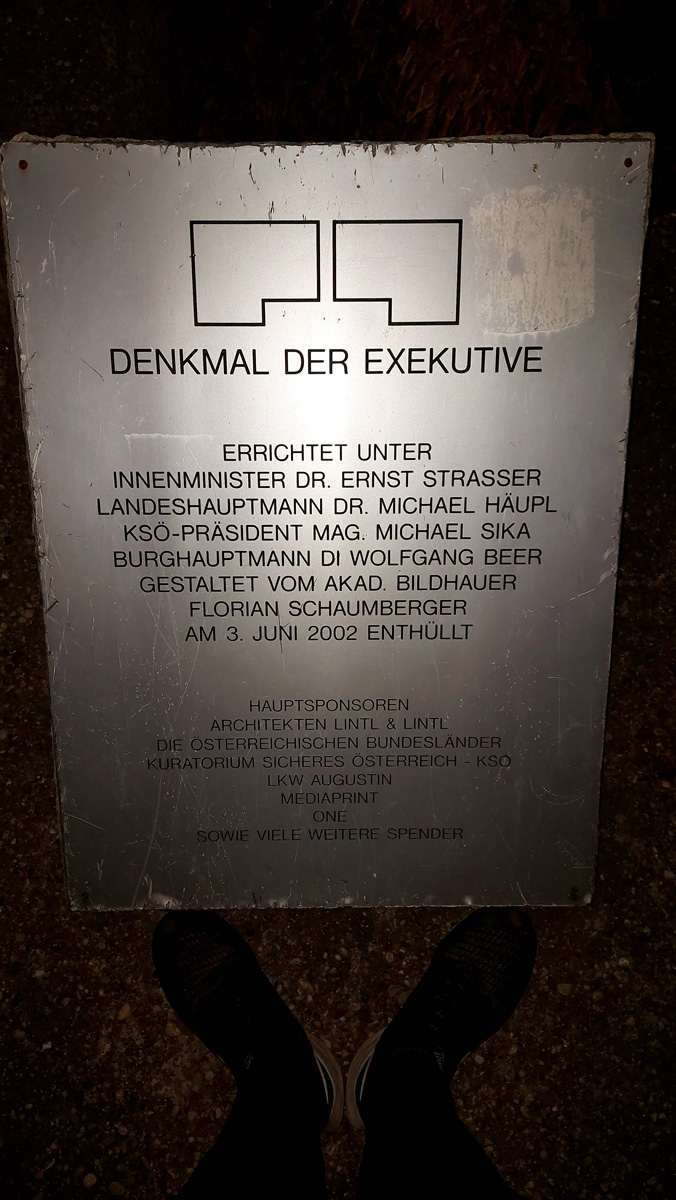 DENKMAL DER EXEKUTIVE
ERRICHTET UNTER
INNENMINISTER DR. ERNST STRASSER
LANDESHAUPTMANN DR. MICHAEL HÄUPL
KSÖ-PRÄSIDENT MAG. MICHAEL SIKA
BURGHAUPTMANN DI WOLFGANG BEER
GESTALTET VOM AKAD. BILDHAUER
FLORIAN SCHAUMBERGER
AM 3. JUNI 2002 ENTHÜLLT
HAUPTSPONSOREN
ARCHITEKTEN LINTL & LINTL
DIE ÖSTERREICHISCHEN BUNDESLÄNDER
KURATORIUM SICHERES ÖSTERREICH - KSÖ
LKW AUGUSTIN
MEDIAPRINT
ONE
SOWIE VIELE WEITERE SPENDER